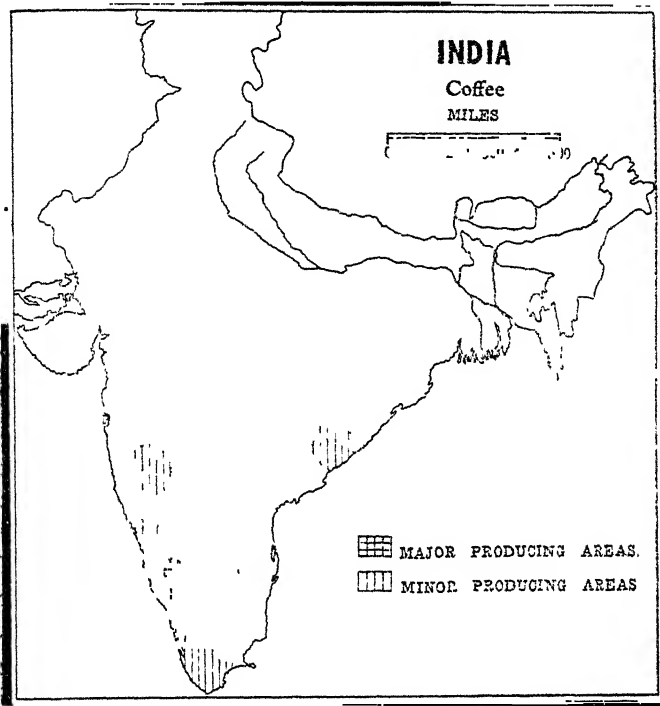 INDIA
Coffee
MILES
MAJOR PRODUCING AREAS.
MINOR PRODUCING AREAS